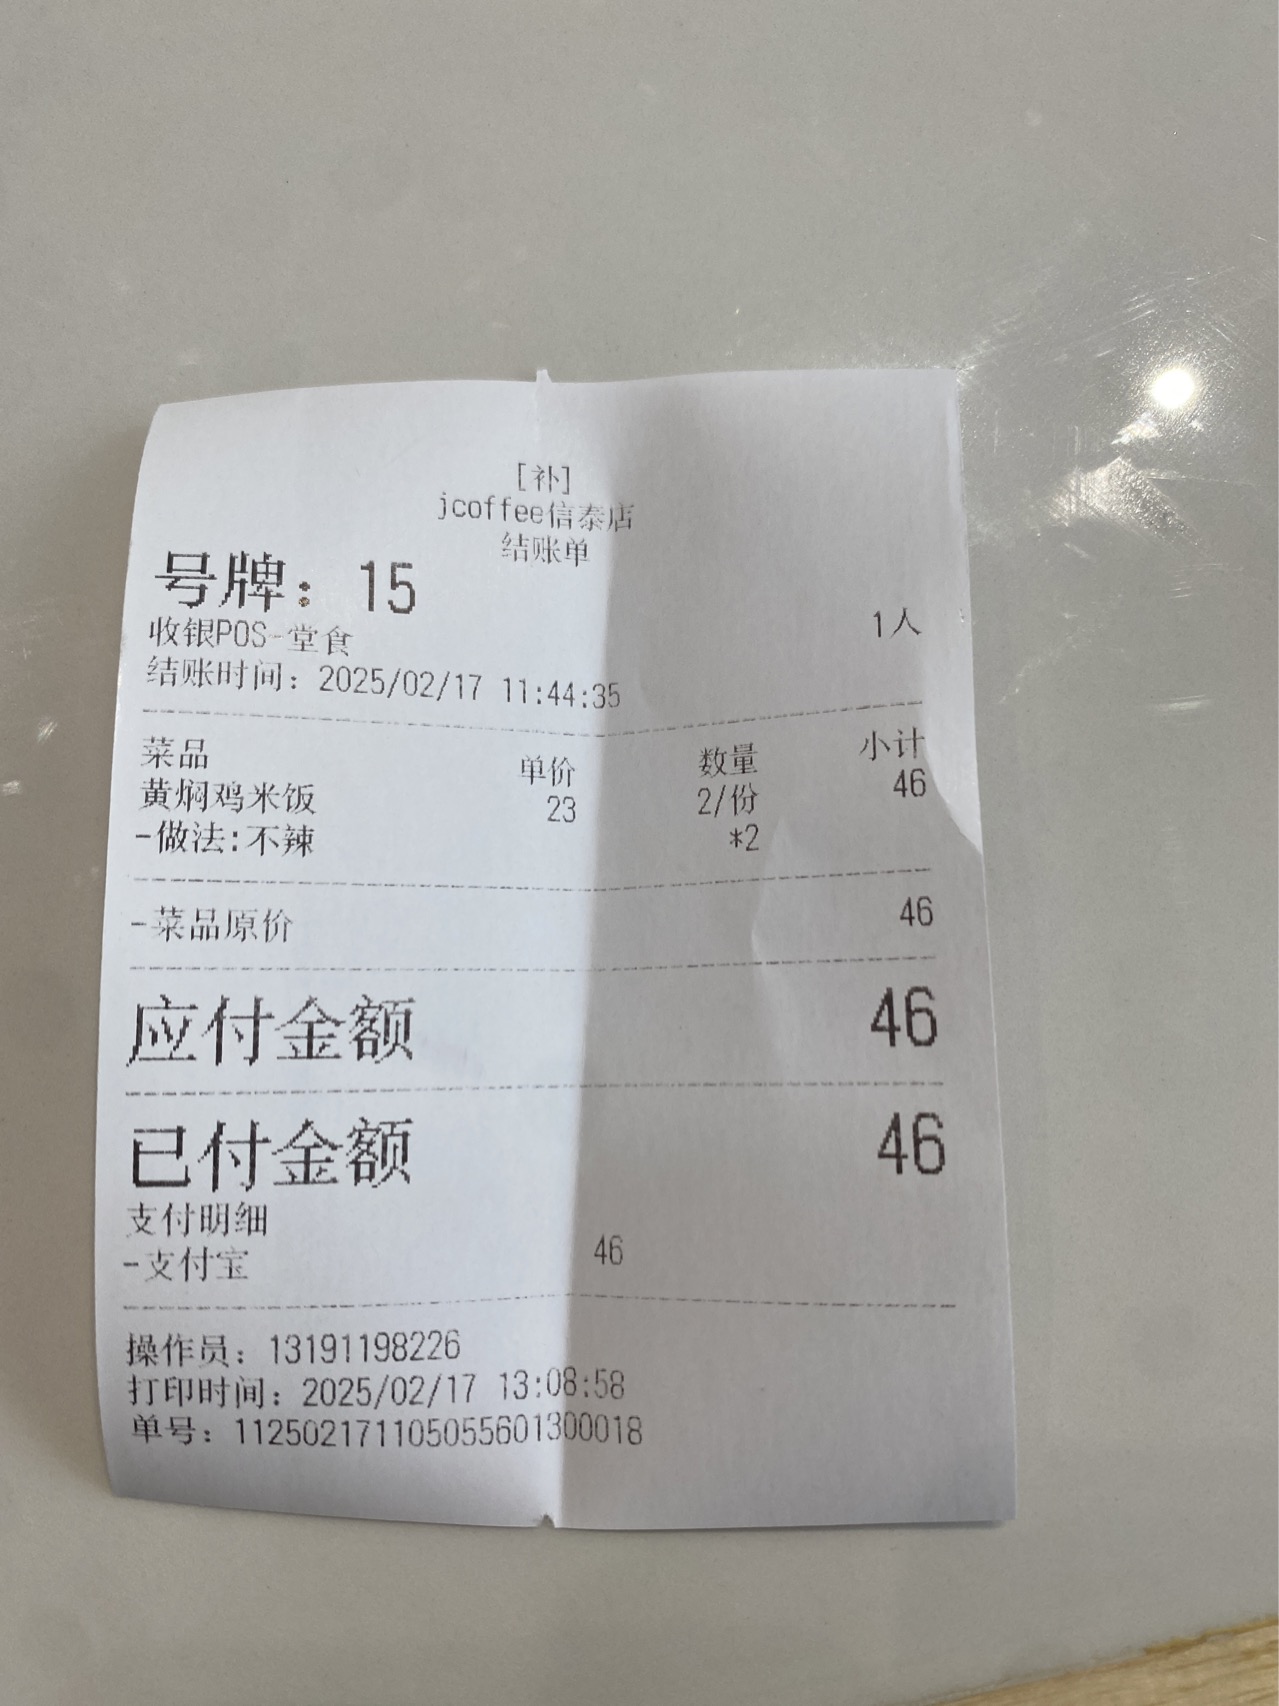 [补]
jcoffee信泰店
结账单
号牌：15
收银POS-堂食 1人
结账时间：2025/02/17 11:44:35
菜品 单价 数量 小计
黄焖鸡米饭 23 2/份 46
-做法:不辣 *2
-菜品原价 46
应付金额 46
已付金额 46
支付明细
-支付宝 46
操作员：13191198226
打印时间：2025/02/17 13:08:58
单号：112502171105055601300018